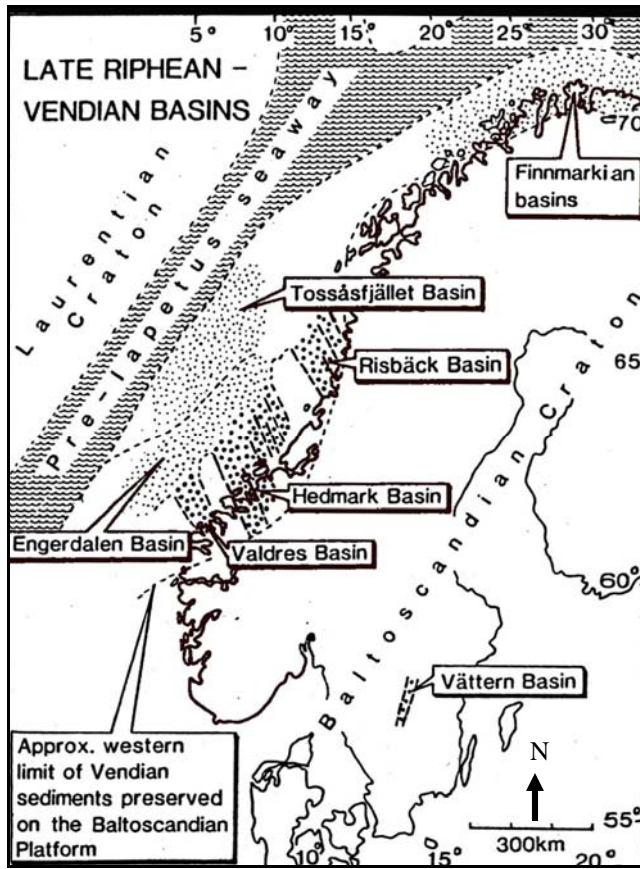 5° 10° 15° 20° 25° 30°
LATE RIPHEAN –
VENDIAN BASINS
70
Finnmarkian
basins
Laurentian
Craton
Pre-Iapetus seaway
Tossåsfjället Basin
65
Risbäck Basin
Hedmark Basin
Engerdalen Basin
Valdres Basin
60°
Baltoscandian Craton
Vättern Basin
Approx. western
limit of Vendian
sediments preserved
on the Baltoscandian
Platform
N
55°
300km
10° 15° 20°